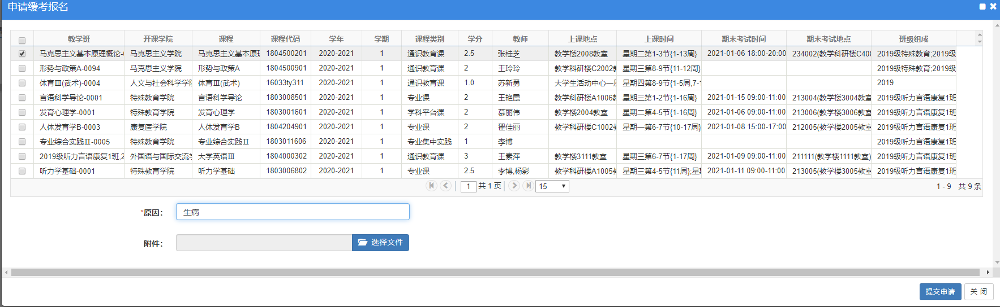 申请缓考报名
教学班 开课学院 课程 课程代码 学年 学期 课程类别 学分 教师 上课地点 上课时间 期末考试时间 期末考试地点 班级组成
马克思主义基本原理概论-0 马克思主义学院 马克思主义基本原理 1804500201 2020-2021 1 通识教育课 2.5 张桂芝 教学楼2008教室 星期二第1-3节{1-13周} 2021-01-06 18:00-20:00 234002(教学科研楼C400 2019级特殊教育;2019级
形势与政策A-0094 马克思主义学院 形势与政策A 1804500901 2020-2021 1 通识教育课 2 王玲玲 教学科研楼C2002教 星期三第8-9节{11-12周} 2019级特殊教育;2019级
体育Ⅲ(武术)-0004 人文与社会科学学院 体育Ⅲ(武术) 16033ty311 2020-2021 1 通识教育课 1.0 苏新勇 大学生活动中心一层 星期四第8-9节{1-5周,7-1 2019
言语科学导论-0001 特殊教育学院 言语科学导论 1803008501 2020-2021 1 专业课 2 王艳霞 教学科研楼A1006教 星期三第1-2节{1-16周} 2021-01-15 09:00-11:00 213004(教学楼3004教室 2019级听力言语康复1班
发育心理学-0001 特殊教育学院 发育心理学 1803001601 2020-2021 1 学科平台课 2 慕丽伟 教学楼2004教室 星期二第4-5节{1-16周} 2021-01-06 09:00-11:00 213006(教学楼3006教室 2019级听力言语康复1班
人体发育学B-0003 康复医学院 人体发育学B 1804204901 2020-2021 1 专业课 2 翟佳丽 教学科研楼C1002教 星期一第6-7节{10-17周} 2021-01-08 15:00-17:00 212005(教学楼2005教室 2019级听力言语康复1班
专业综合实践Ⅱ-0005 特殊教育学院 专业综合实践Ⅱ 1803011606 2020-2021 1 专业集中实践 1 李博 2019级听力言语康复1班
2019级听力言语康复1班,2 外国语与国际交流学 大学英语Ⅲ 1804000302 2020-2021 1 通识教育课 3 王素萍 教学楼3111教室 星期三第6-7节{1-17周} 2021-01-09 09:00-11:00 211111(教学楼1111教室) 2019级听力言语康复1班
听力学基础-0001 特殊教育学院 听力学基础 1803006802 2020-2021 1 专业课 2.5 李博,杨影 教学科研楼A1005教 星期三第4-5节{11周};星期 2021-01-11 09:00-11:00 213005(教学楼3005教室 2019级听力言语康复1班
1 共 1 页 15 1 - 9 共 9 条
*原因: 生病
附件: 选择文件
提交申请 关 闭